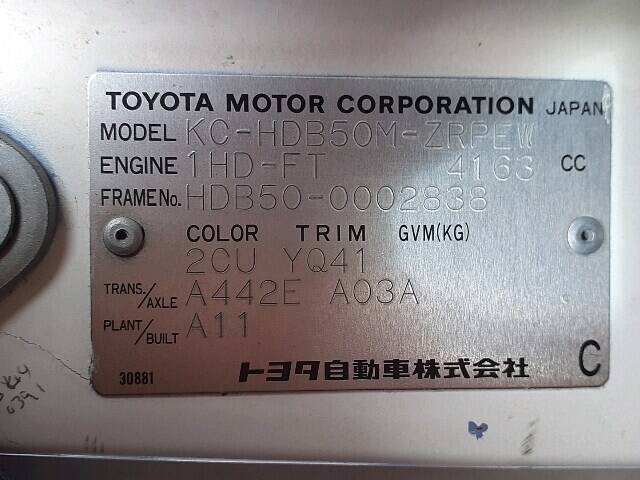 TOYOTA MOTOR CORPORATION JAPAN
MODEL KC-HDB50M-ZRPEW
ENGINE 1HD-FT 4163 CC
FRAME No. HDB50-0002838
COLOR TRIM GVM(KG)
2CU YQ41
TRANS./AXLE A442E A03A
PLANT/BUILT A11
30881 トヨタ自動車株式会社 C
0391